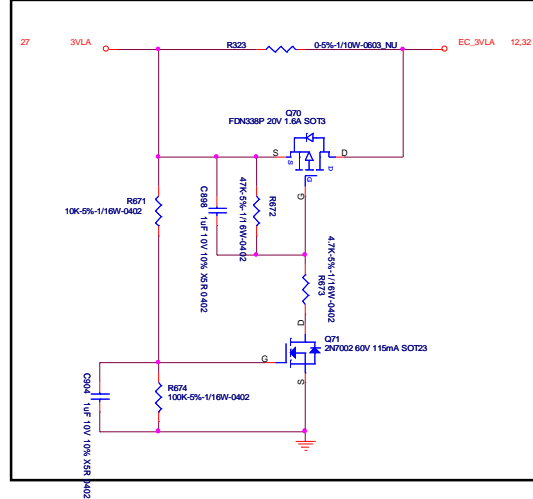 27 3VLA R323 0-5%-1/10W-0603_NU EC_3VLA 12,32
Q70
FDN338P 20V 1.6A SOT3
S D
S D
G
G
R671
10K-5%-1/16W-0402
C898 1uF 10V 10% X5R 0402
47K-5%-1/16W-0402
R672
4.7K-5%-1/16W-0402
R673
D
Q71
2N7002 60V 115mA SOT23
G
S
C904 1uF 10V 10% X5R 0402
R674
100K-5%-1/16W-0402